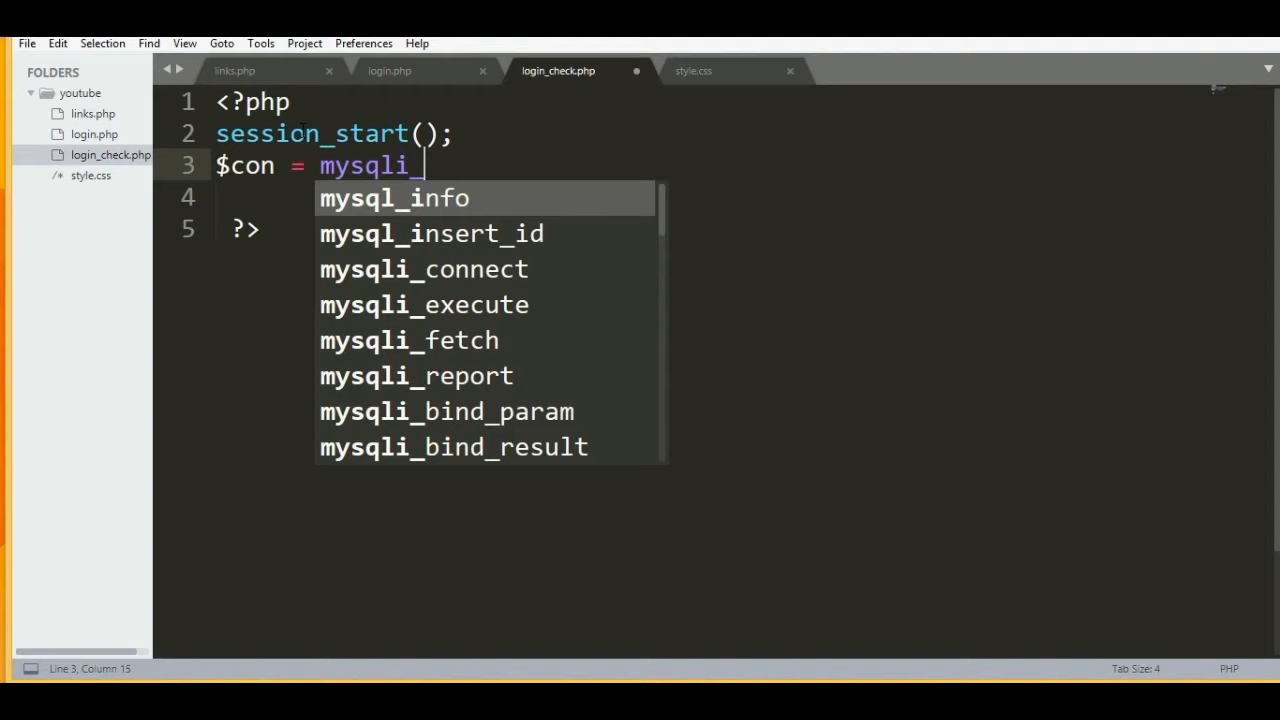 File Edit Selection Find View Goto Tools Project Preferences Help
FOLDERS
youtube
links.php
login.php
login_check.php
/* style.css
links.php × login.php × login_check.php style.css ×
1 <?php
2 session_start();
3 $con = mysqli_
4
5 ?>
mysql_info
mysql_insert_id
mysqli_connect
mysqli_execute
mysqli_fetch
mysqli_report
mysqli_bind_param
mysqli_bind_result
Line 3, Column 15 Tab Size: 4 PHP